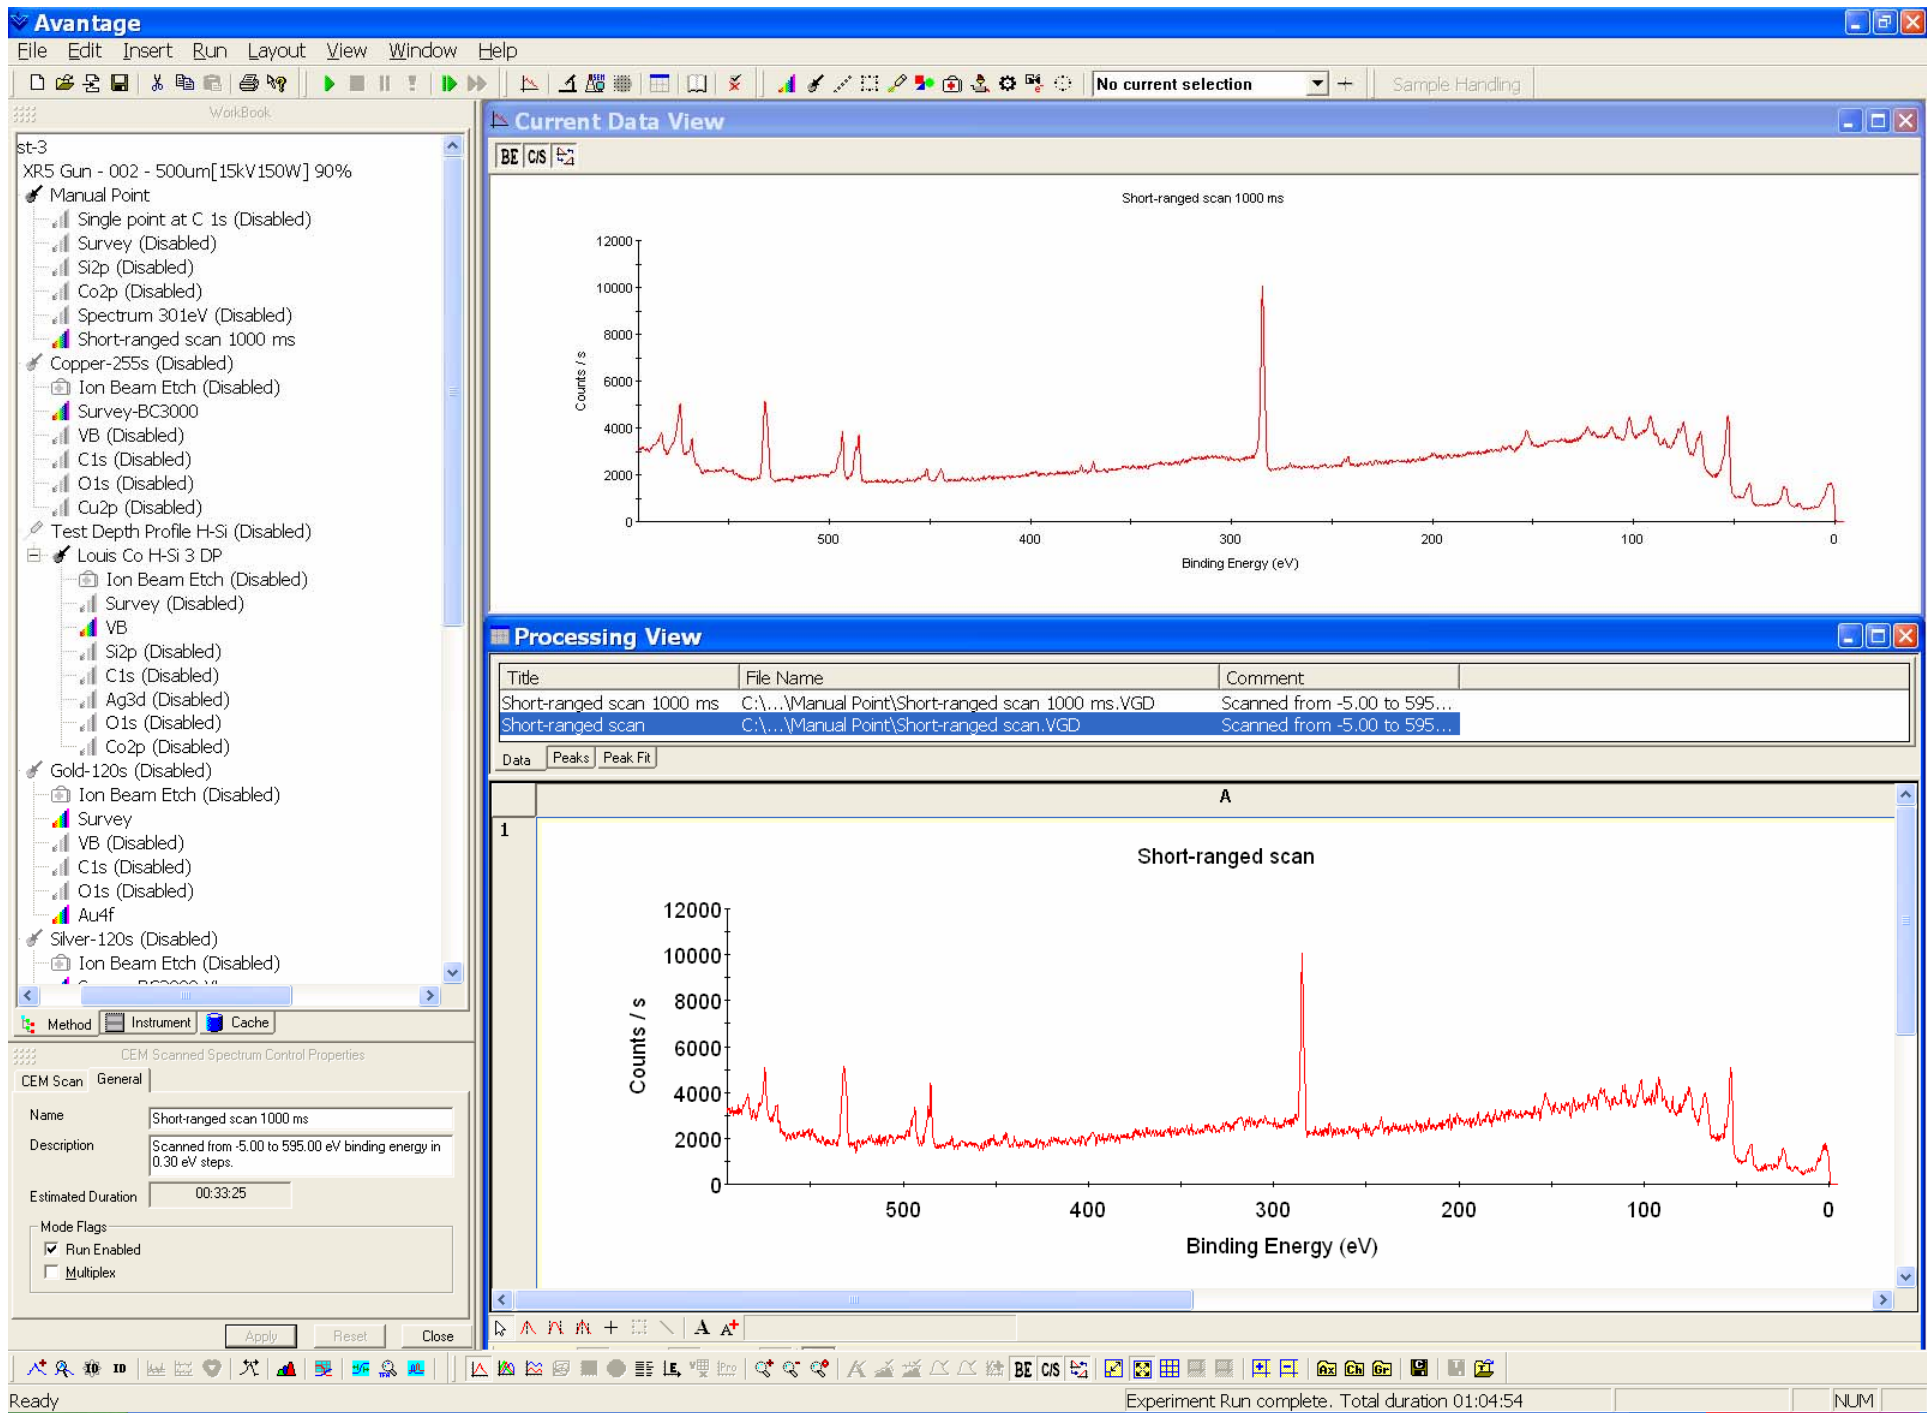 Avantage
File Edit Insert Run Layout View Window Help
No current selection
Sample Handling
WorkBook
st-3
XR5 Gun - 002 - 500um[15kV150W] 90%
Manual Point
Single point at C 1s (Disabled)
Survey (Disabled)
Si2p (Disabled)
Co2p (Disabled)
Spectrum 301eV (Disabled)
Short-ranged scan 1000 ms
Copper-255s (Disabled)
Ion Beam Etch (Disabled)
Survey-BC3000
VB (Disabled)
C1s (Disabled)
O1s (Disabled)
Cu2p (Disabled)
Test Depth Profile H-Si (Disabled)
Louis Co H-Si 3 DP
Ion Beam Etch (Disabled)
Survey (Disabled)
VB
Si2p (Disabled)
C1s (Disabled)
Ag3d (Disabled)
O1s (Disabled)
Co2p (Disabled)
Gold-120s (Disabled)
Ion Beam Etch (Disabled)
Survey
VB (Disabled)
C1s (Disabled)
O1s (Disabled)
Au4f
Silver-120s (Disabled)
Ion Beam Etch (Disabled)
Method Instrument Cache
CEM Scanned Spectrum Control Properties
CEM Scan General
Name Short-ranged scan 1000 ms
Description Scanned from -5.00 to 595.00 eV binding energy in
0.30 eV steps.
Estimated Duration 00:33:25
Mode Flags
Run Enabled
Multiplex
Apply Reset Close
Current Data View
BE C/S
Short-ranged scan 1000 ms
12000
10000
8000
6000
4000
2000
0
Counts / s
500 400 300 200 100 0
Binding Energy (eV)
Processing View
Title File Name Comment
Short-ranged scan 1000 ms C:\...\Manual Point\Short-ranged scan 1000 ms.VGD Scanned from -5.00 to 595...
Short-ranged scan C:\...\Manual Point\Short-ranged scan.VGD Scanned from -5.00 to 595...
Data Peaks Peak Fit
A
1
Short-ranged scan
12000
10000
8000
6000
4000
2000
0
Counts / s
500 400 300 200 100 0
Binding Energy (eV)
A A
ID ID Pro BE C/S Ax Ch Gr
Ready
Experiment Run complete. Total duration 01:04:54
NUM